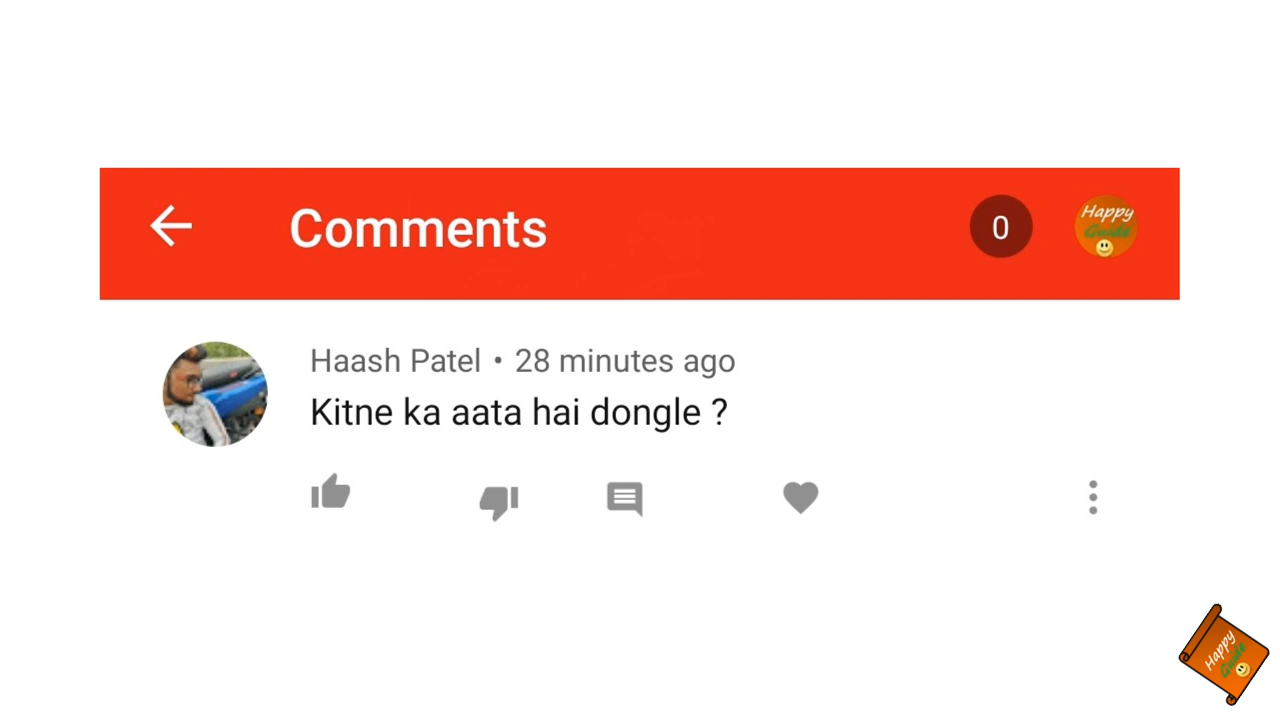 Comments
0
Happy
Guide
Haash Patel • 28 minutes ago
Kitne ka aata hai dongle ?
Happy
Guide